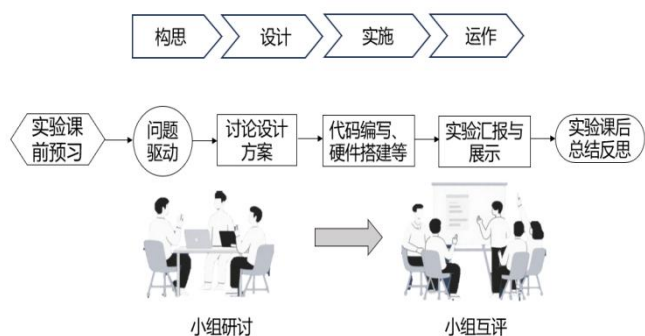 构思
设计
实施
运作
实验课
前预习
问题
驱动
讨论设计
方案
代码编写、
硬件搭建等
实验汇报与
展示
实验课后
总结反思
小组研讨
小组互评